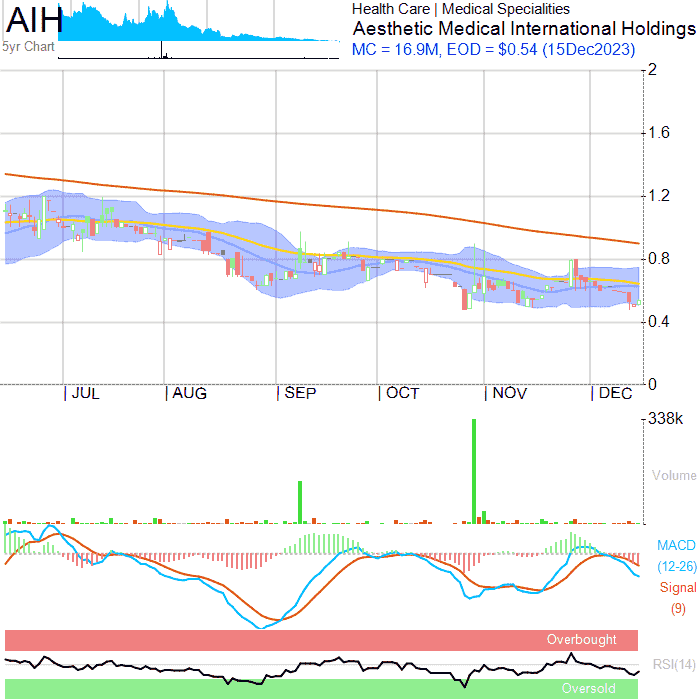 AIH
5yr Chart
Health Care | Medical Specialities
Aesthetic Medical International Holdings
MC = 16.9M, EOD = $0.54 (15Dec2023)
2
1.6
1.2
0.8
0.4
0
| JUL | AUG | SEP | OCT | NOV | DEC
338k
Volume
MACD
(12-26)
Signal
(9)
Overbought
RSI(14)
Oversold